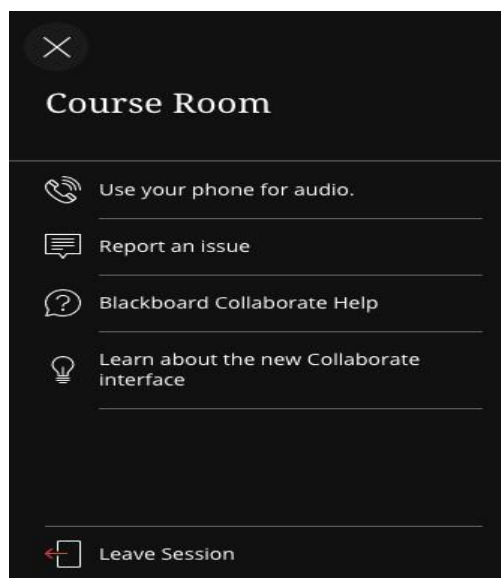 Course Room
Use your phone for audio.
Report an issue
Blackboard Collaborate Help
Learn about the new Collaborate
interface
Leave Session